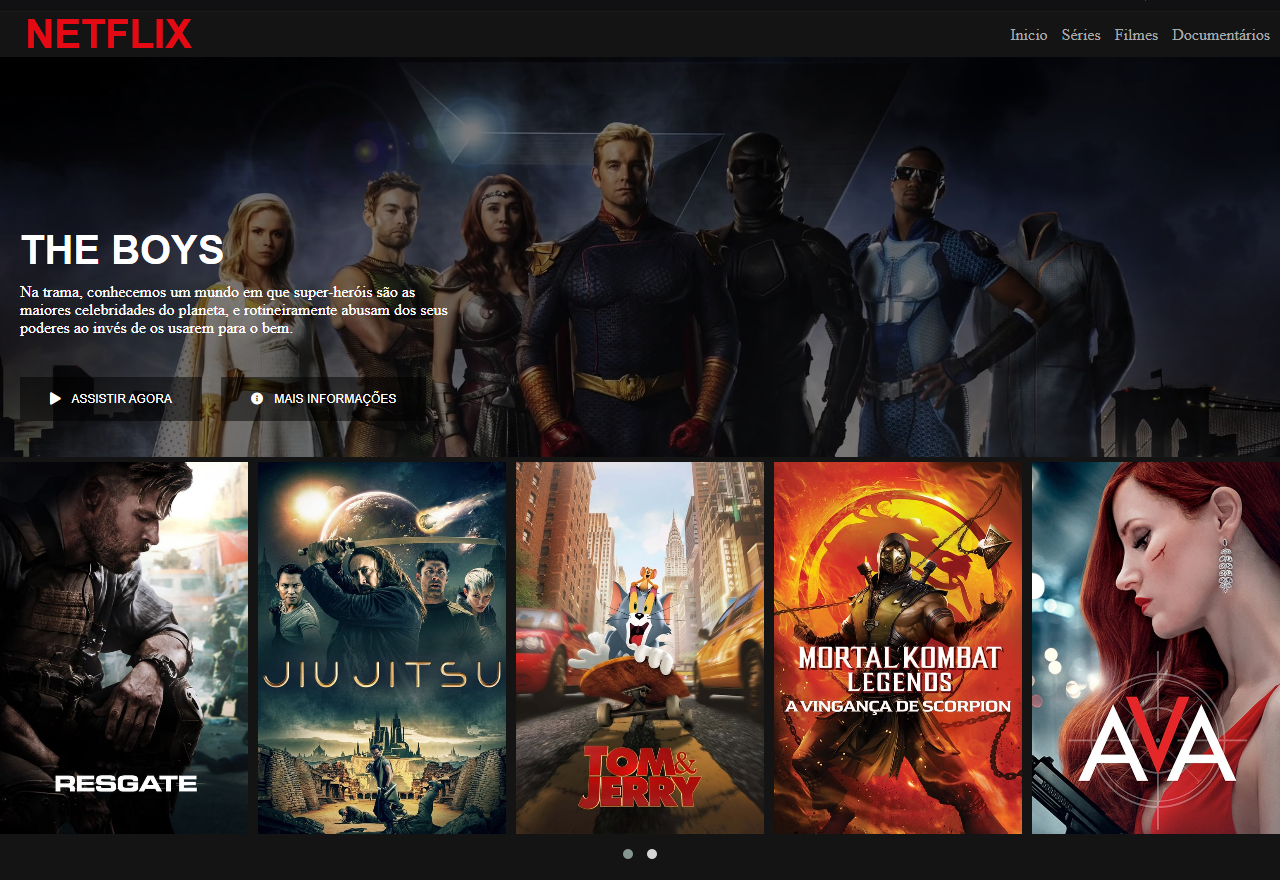 NETFLIX
Inicio Séries Filmes Documentários
THE BOYS
Na trama, conhecemos um mundo em que super-heróis são as
maiores celebridades do planeta, e rotineiramente abusam dos seus
poderes ao invés de os usarem para o bem.
ASSISTIR AGORA
MAIS INFORMAÇÕES
RESGATE
JIU JITSU
TOM &
JERRY
MORTAL KOMBAT
LEGENDS
A VINGANÇA DE SCORPION
AVA